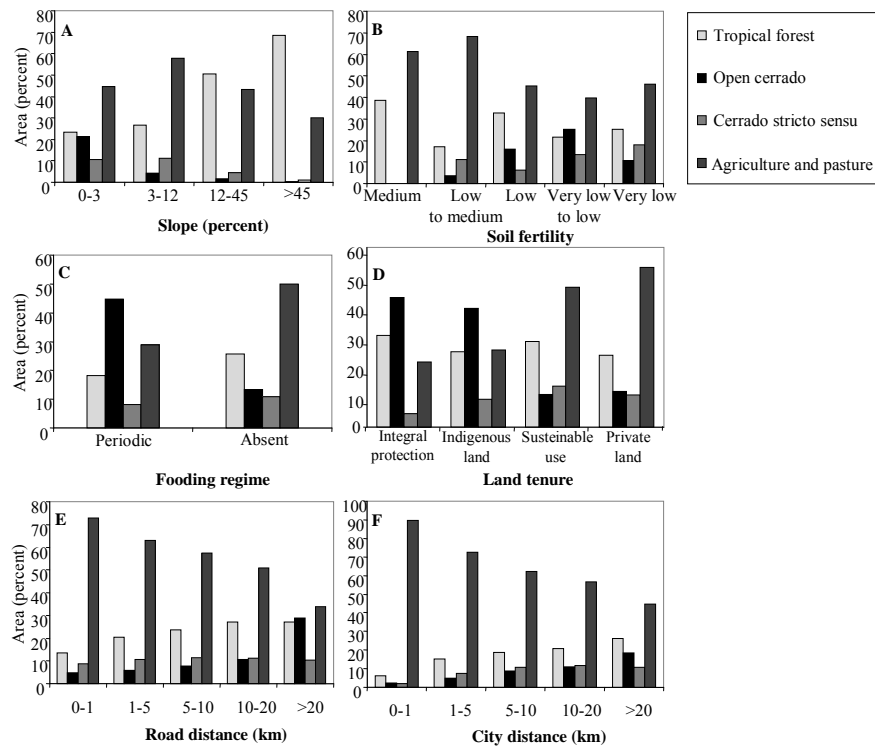 A
Area (percent)
80
70
60
50
40
30
20
10
0
0-3 3-12 12-45 >45
Slope (percent)
B
80
70
60
50
40
30
20
10
0
Medium Low Low Very low Very low
to medium to low
Soil fertility
Tropical forest
Open cerrado
Cerrado stricto sensu
Agriculture and pasture
C
Area (percent)
60
50
40
30
20
10
0
Periodic Absent
Fooding regime
D
60
50
40
30
20
10
0
Integral Indigenous Susteinable Private
protection land use land
Land tenure
E
Area (percent)
80
70
60
50
40
30
20
10
0
0-1 1-5 5-10 10-20 >20
Road distance (km)
F
100
90
80
70
60
50
40
30
20
10
0
0-1 1-5 5-10 10-20 >20
City distance (km)